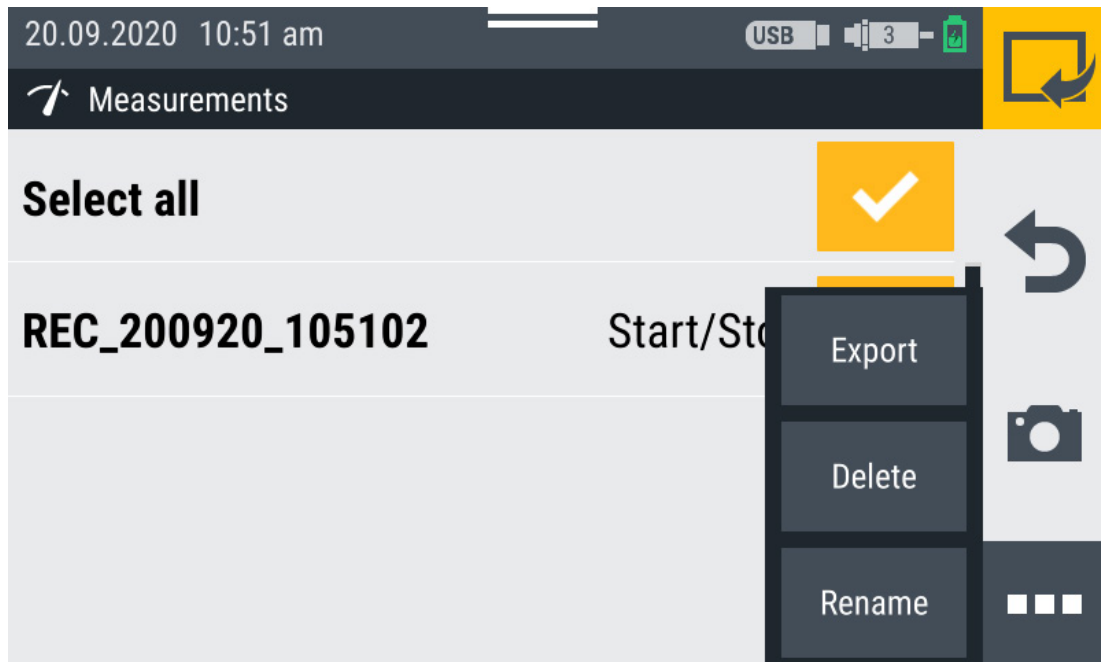 20.09.2020 10:51 am
USB
3
Measurements
Select all
REC_200920_105102 Start/Sto
Export
Delete
Rename